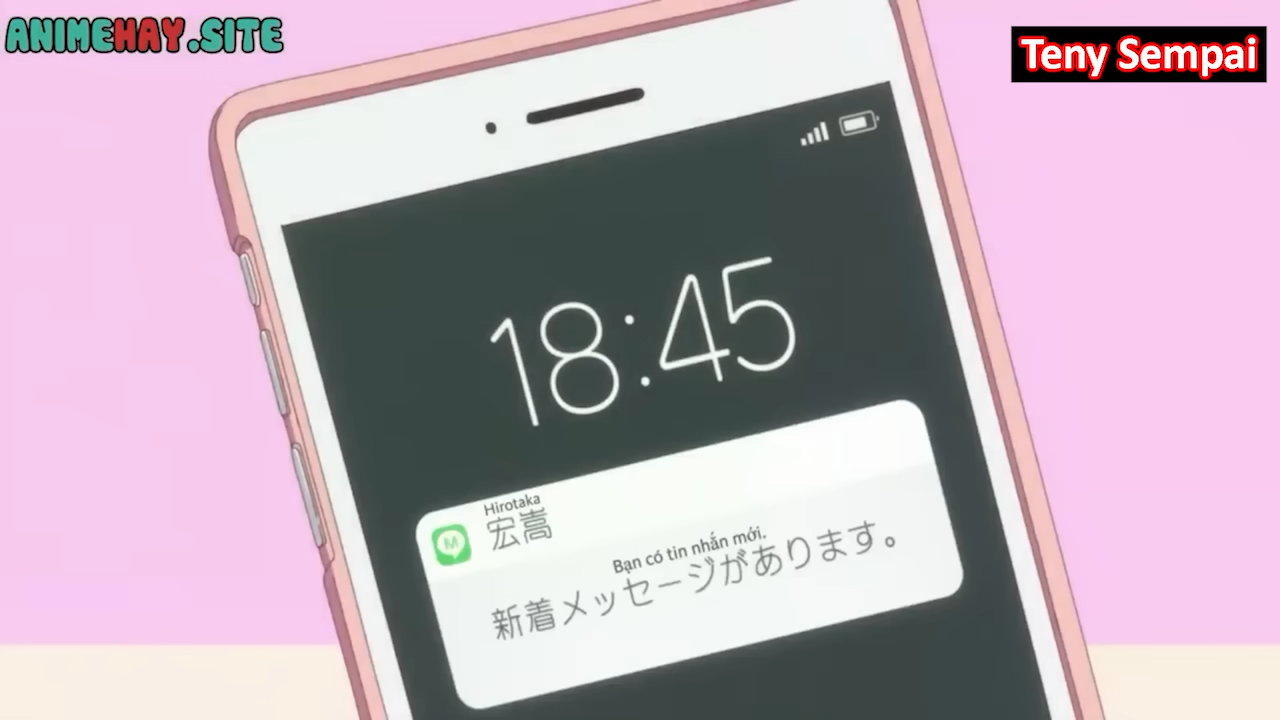 ANIMEHAY.SITE
Teny Sempai
18:45
Hirotaka
宏嵩
Bạn có tin nhắn mới.
新着メッセージがあります。
M